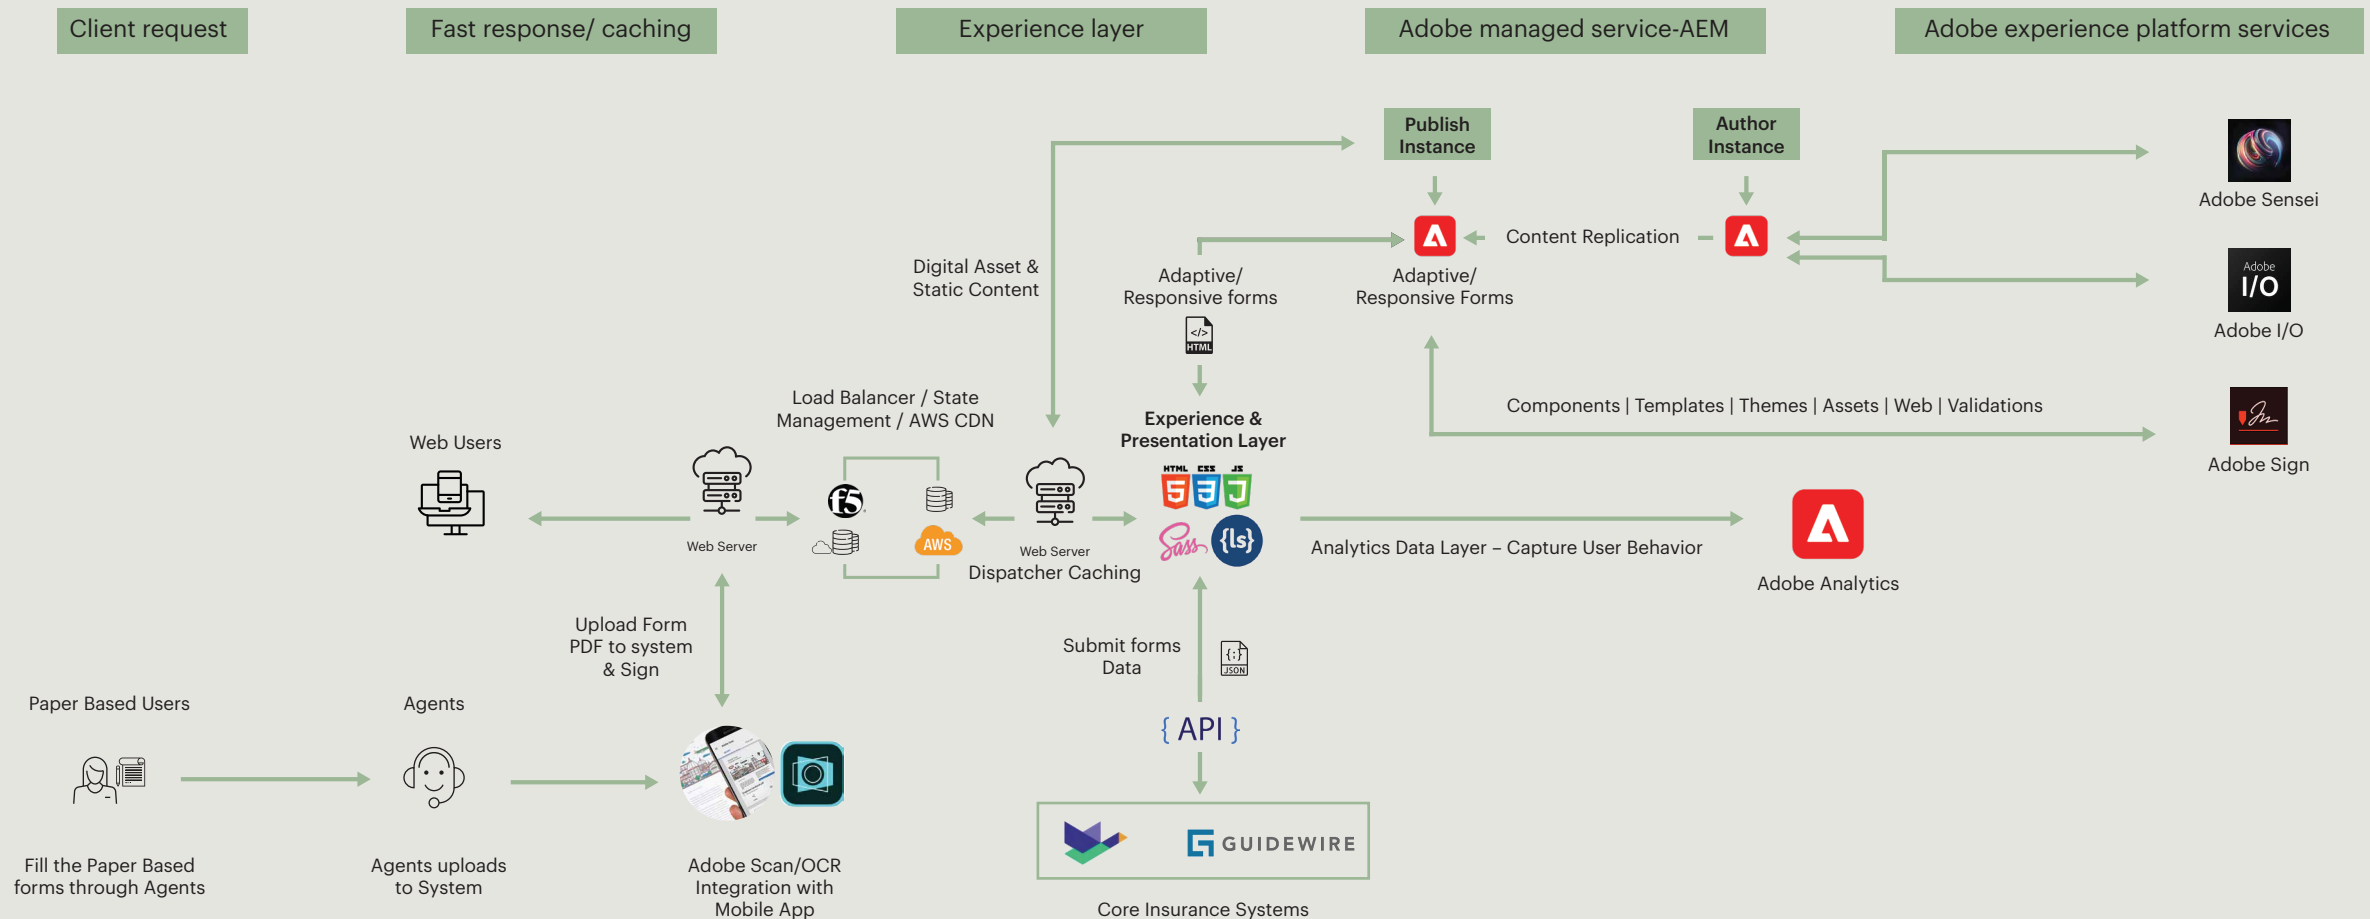 Client request
Fast response/ caching
Experience layer
Adobe managed service-AEM
Adobe experience platform services
Publish
Instance
Author
Instance
Adobe Sensei
Content Replication
Digital Asset &
Static Content
Adaptive/
Responsive forms
</>
HTML
Adaptive/
Responsive Forms
Adobe
I/O
Adobe I/O
Load Balancer / State
Management / AWS CDN
Experience &
Presentation Layer
Components | Templates | Themes | Assets | Web | Validations
Adobe Sign
Web Users
HTML CSS JS
5 3 J
f5
AWS
Sass {ls}
Web Server
Web Server
Dispatcher Caching
Analytics Data Layer – Capture User Behavior
Adobe Analytics
Upload Form
PDF to system
& Sign
Submit forms
Data
{;}
JSON
Paper Based Users
Agents
{ API }
GUIDEWIRE
Fill the Paper Based
forms through Agents
Agents uploads
to System
Adobe Scan/OCR
Integration with
Mobile App
Core Insurance Systems